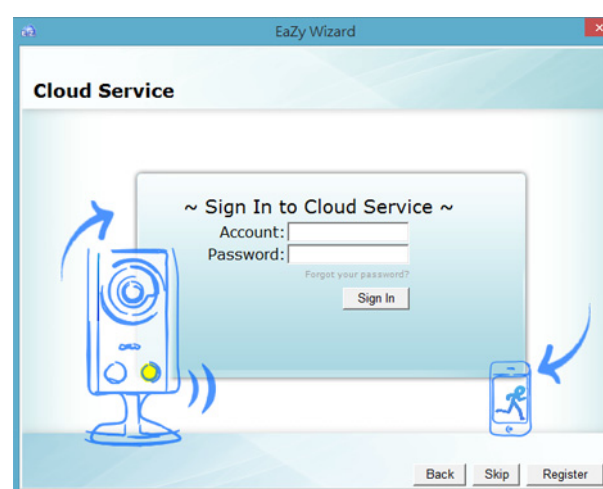 EaZy Wizard
Cloud Service
~ Sign In to Cloud Service ~
Account:
Password:
Forgot your password?
Sign In
Back Skip Register